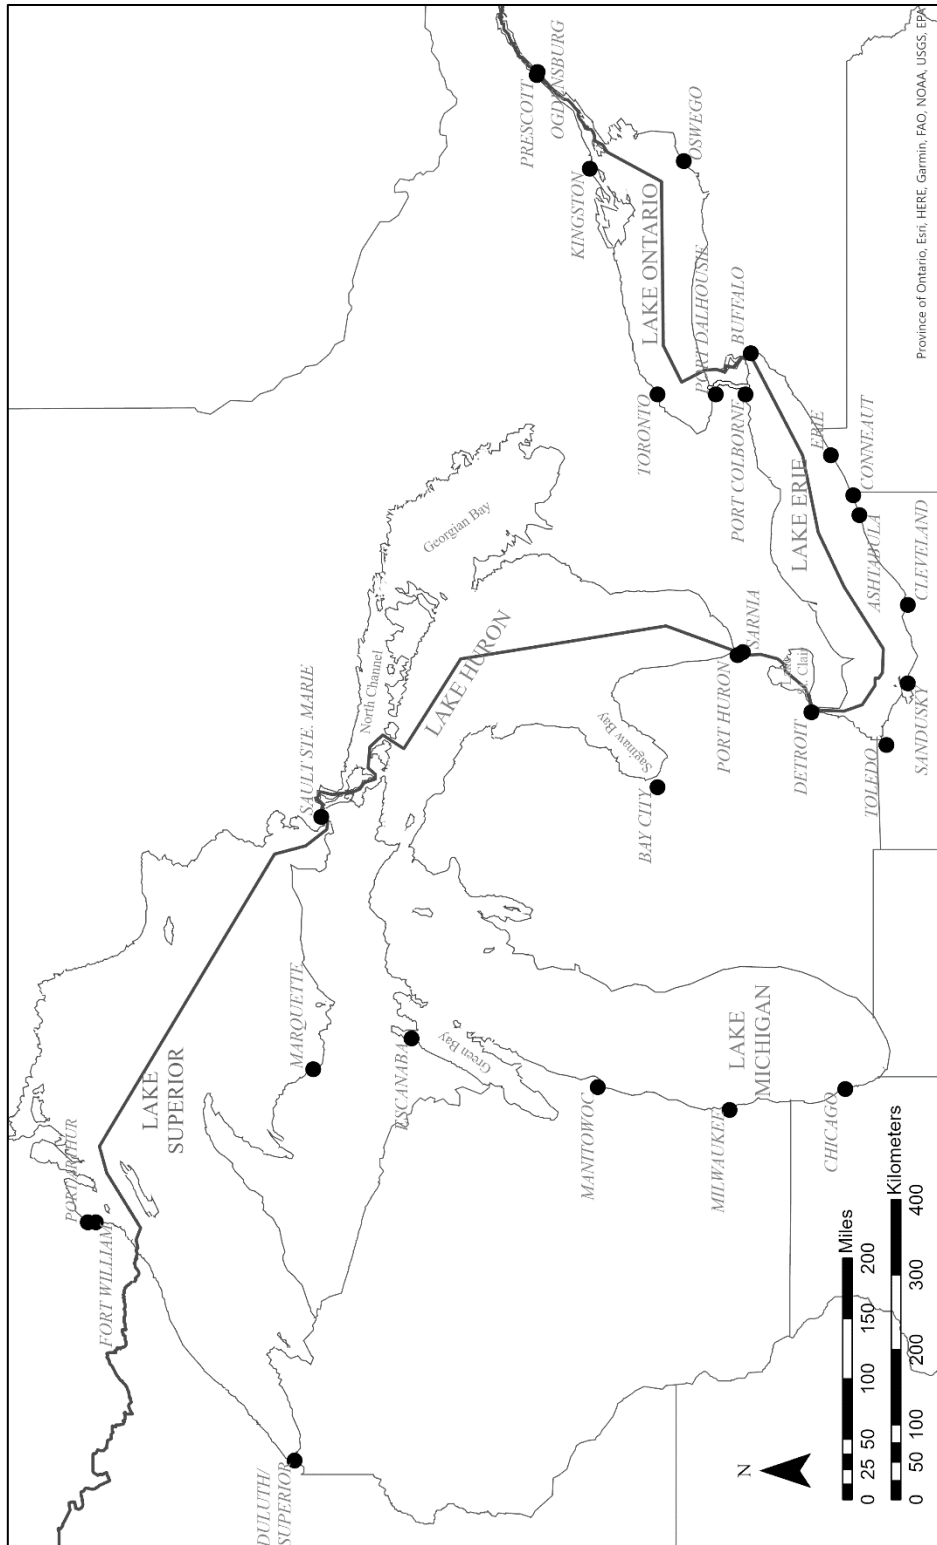 PORT ARTHUR
FORT WILLIAM
DULUTH/
SUPERIOR
LAKE
SUPERIOR
MARQUETTE
SAULT STE. MARIE
North Channel
Georgian Bay
LAKE HURON
ESCANABA
Green Bay
MANITOWOC
MILWAUKEE
CHICAGO
LAKE
MICHIGAN
Saginaw Bay
BAY CITY
PORT HURON
SARNIA
Lake
St. Clair
DETROIT
TOLEDO
SANDUSKY
CLEVELAND
ASHTABULA
CONNEAUT
ERIE
LAKE ERIE
BUFFALO
PORT COLBORNE
PORT DALHOUSIE
TORONTO
LAKE ONTARIO
OSWEGO
KINGSTON
PRESCOTT
OGDENSBURG
N
Miles
0 25 50 100 150 200
Kilometers
0 50 100 200 300 400
Province of Ontario, Esri, HERE, Garmin, FAO, NOAA, USGS, EPA